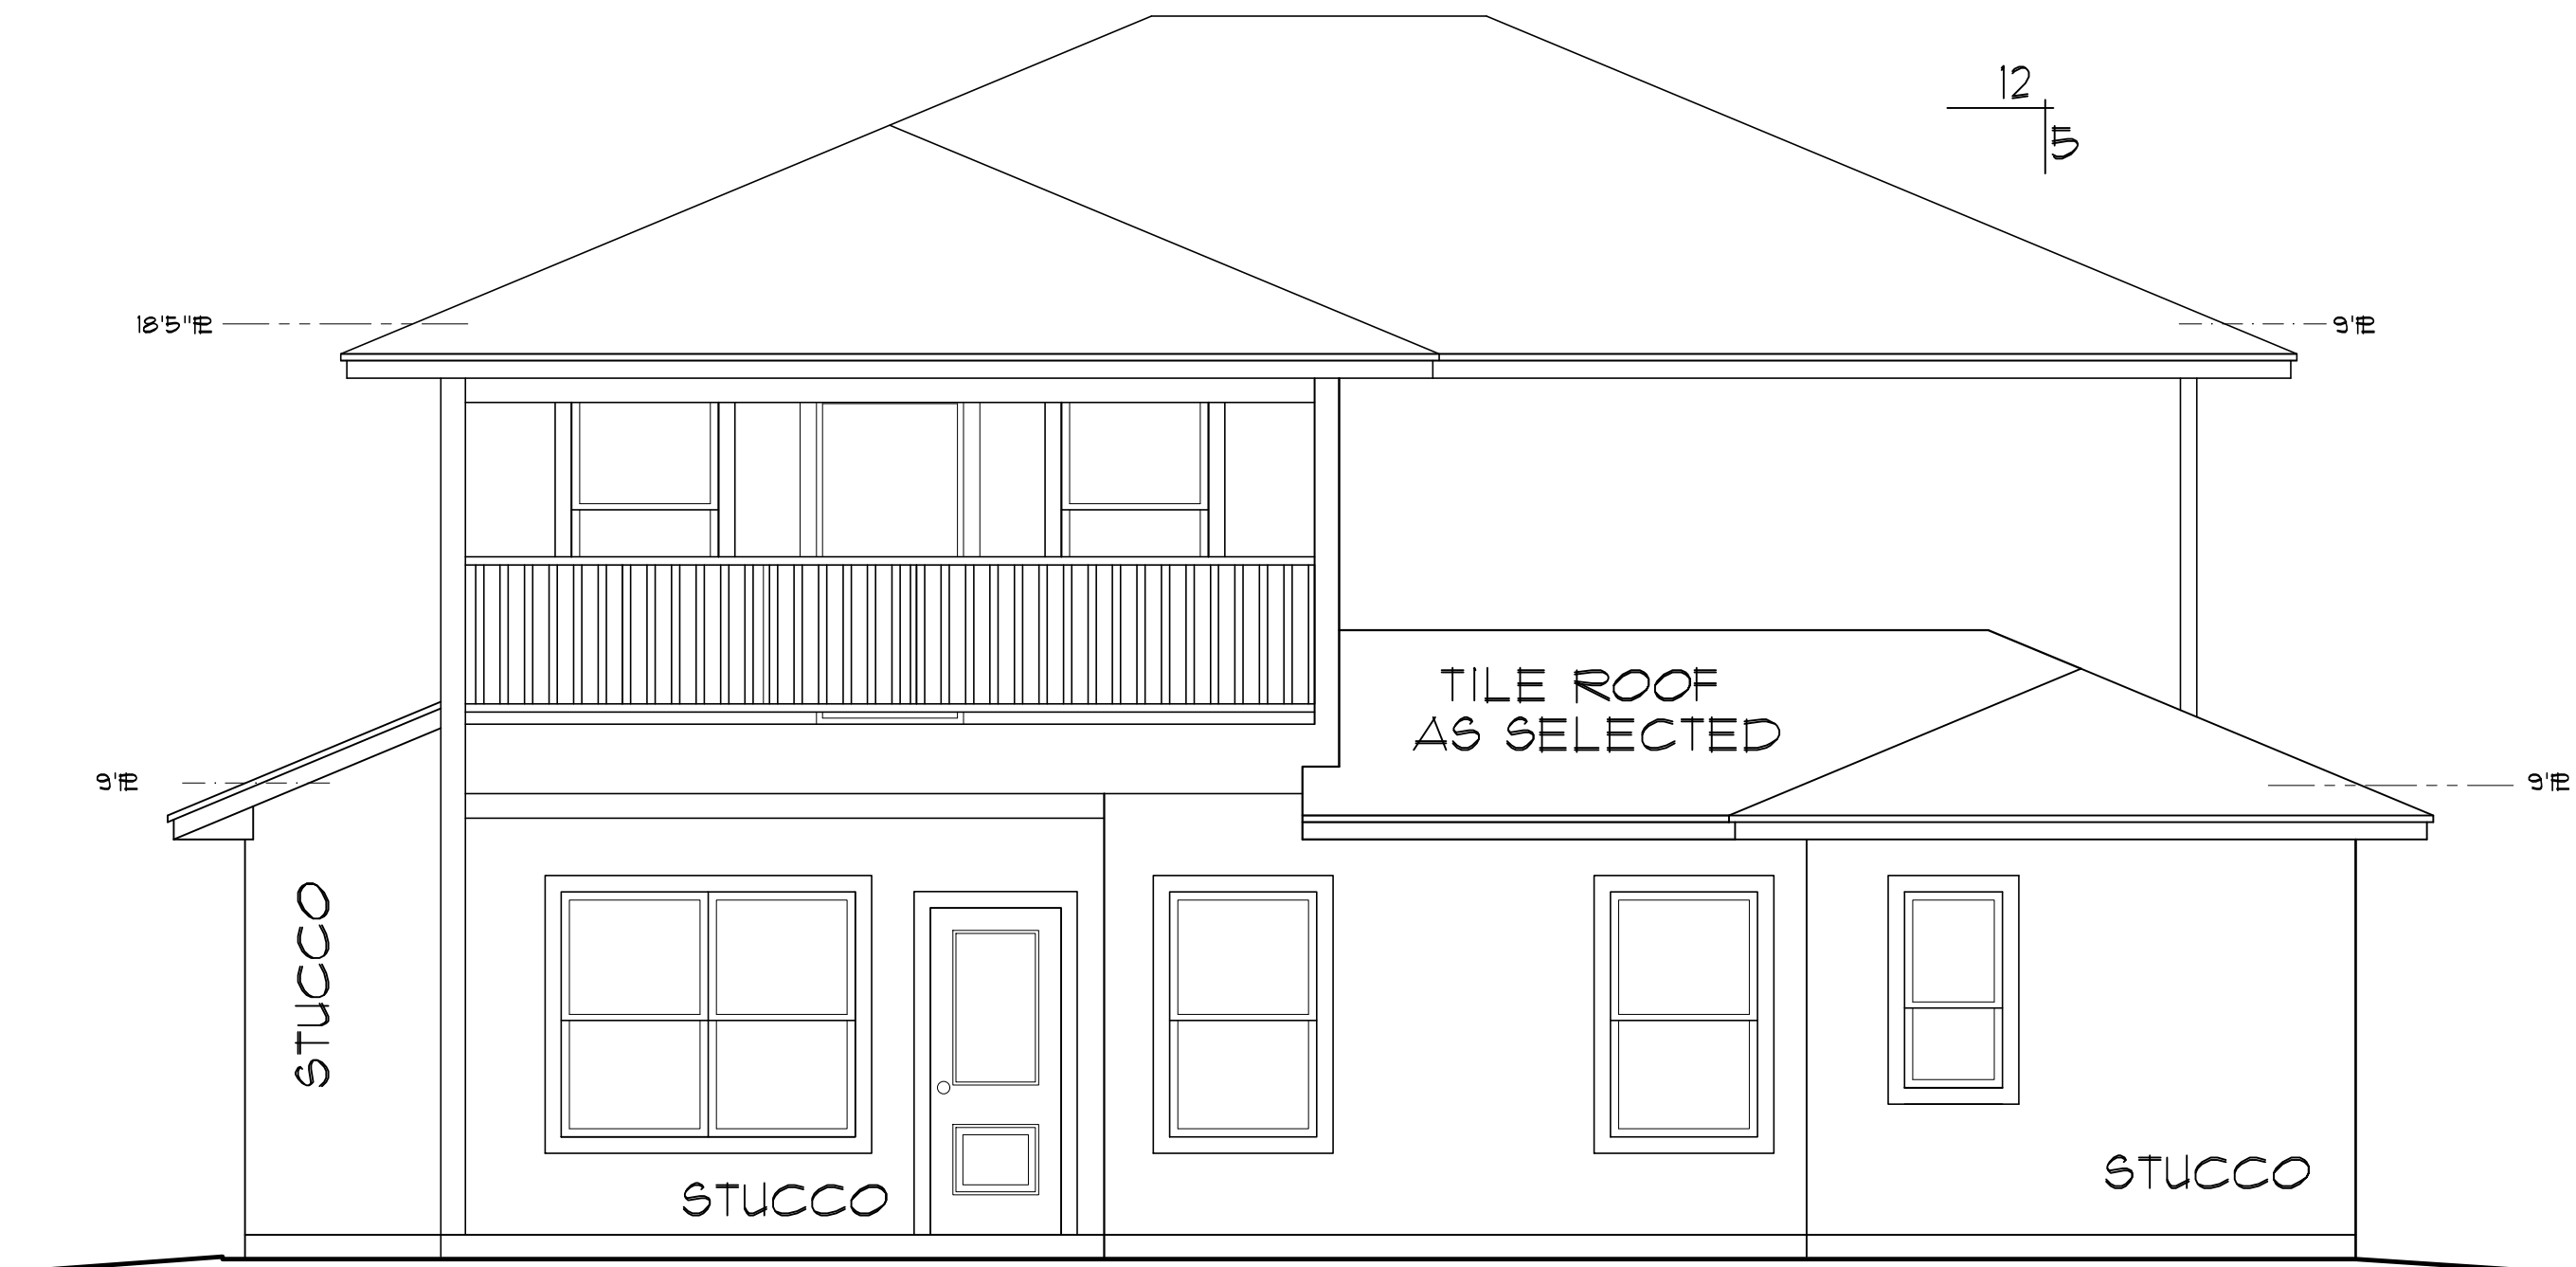 12
5
18'5"℄
9'℄
TILE ROOF
AS SELECTED
9'℄
9'℄
STUCCO
STUCCO
STUCCO